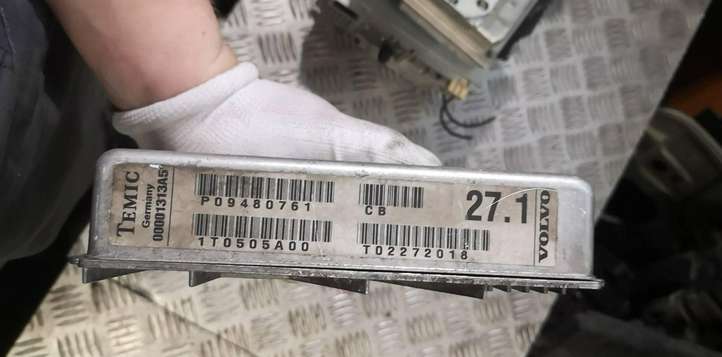 TEMIC
Germany
00001313A5
P09480761
CB
27.1
1T0505A00
T02272018
VOLVO